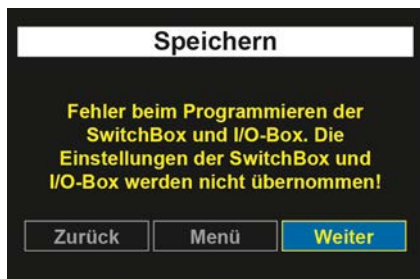 Speichern
Fehler beim Programmieren der
SwitchBox und I/O-Box. Die
Einstellungen der SwitchBox und
I/O-Box werden nicht übernommen!
Zurück Menü Weiter